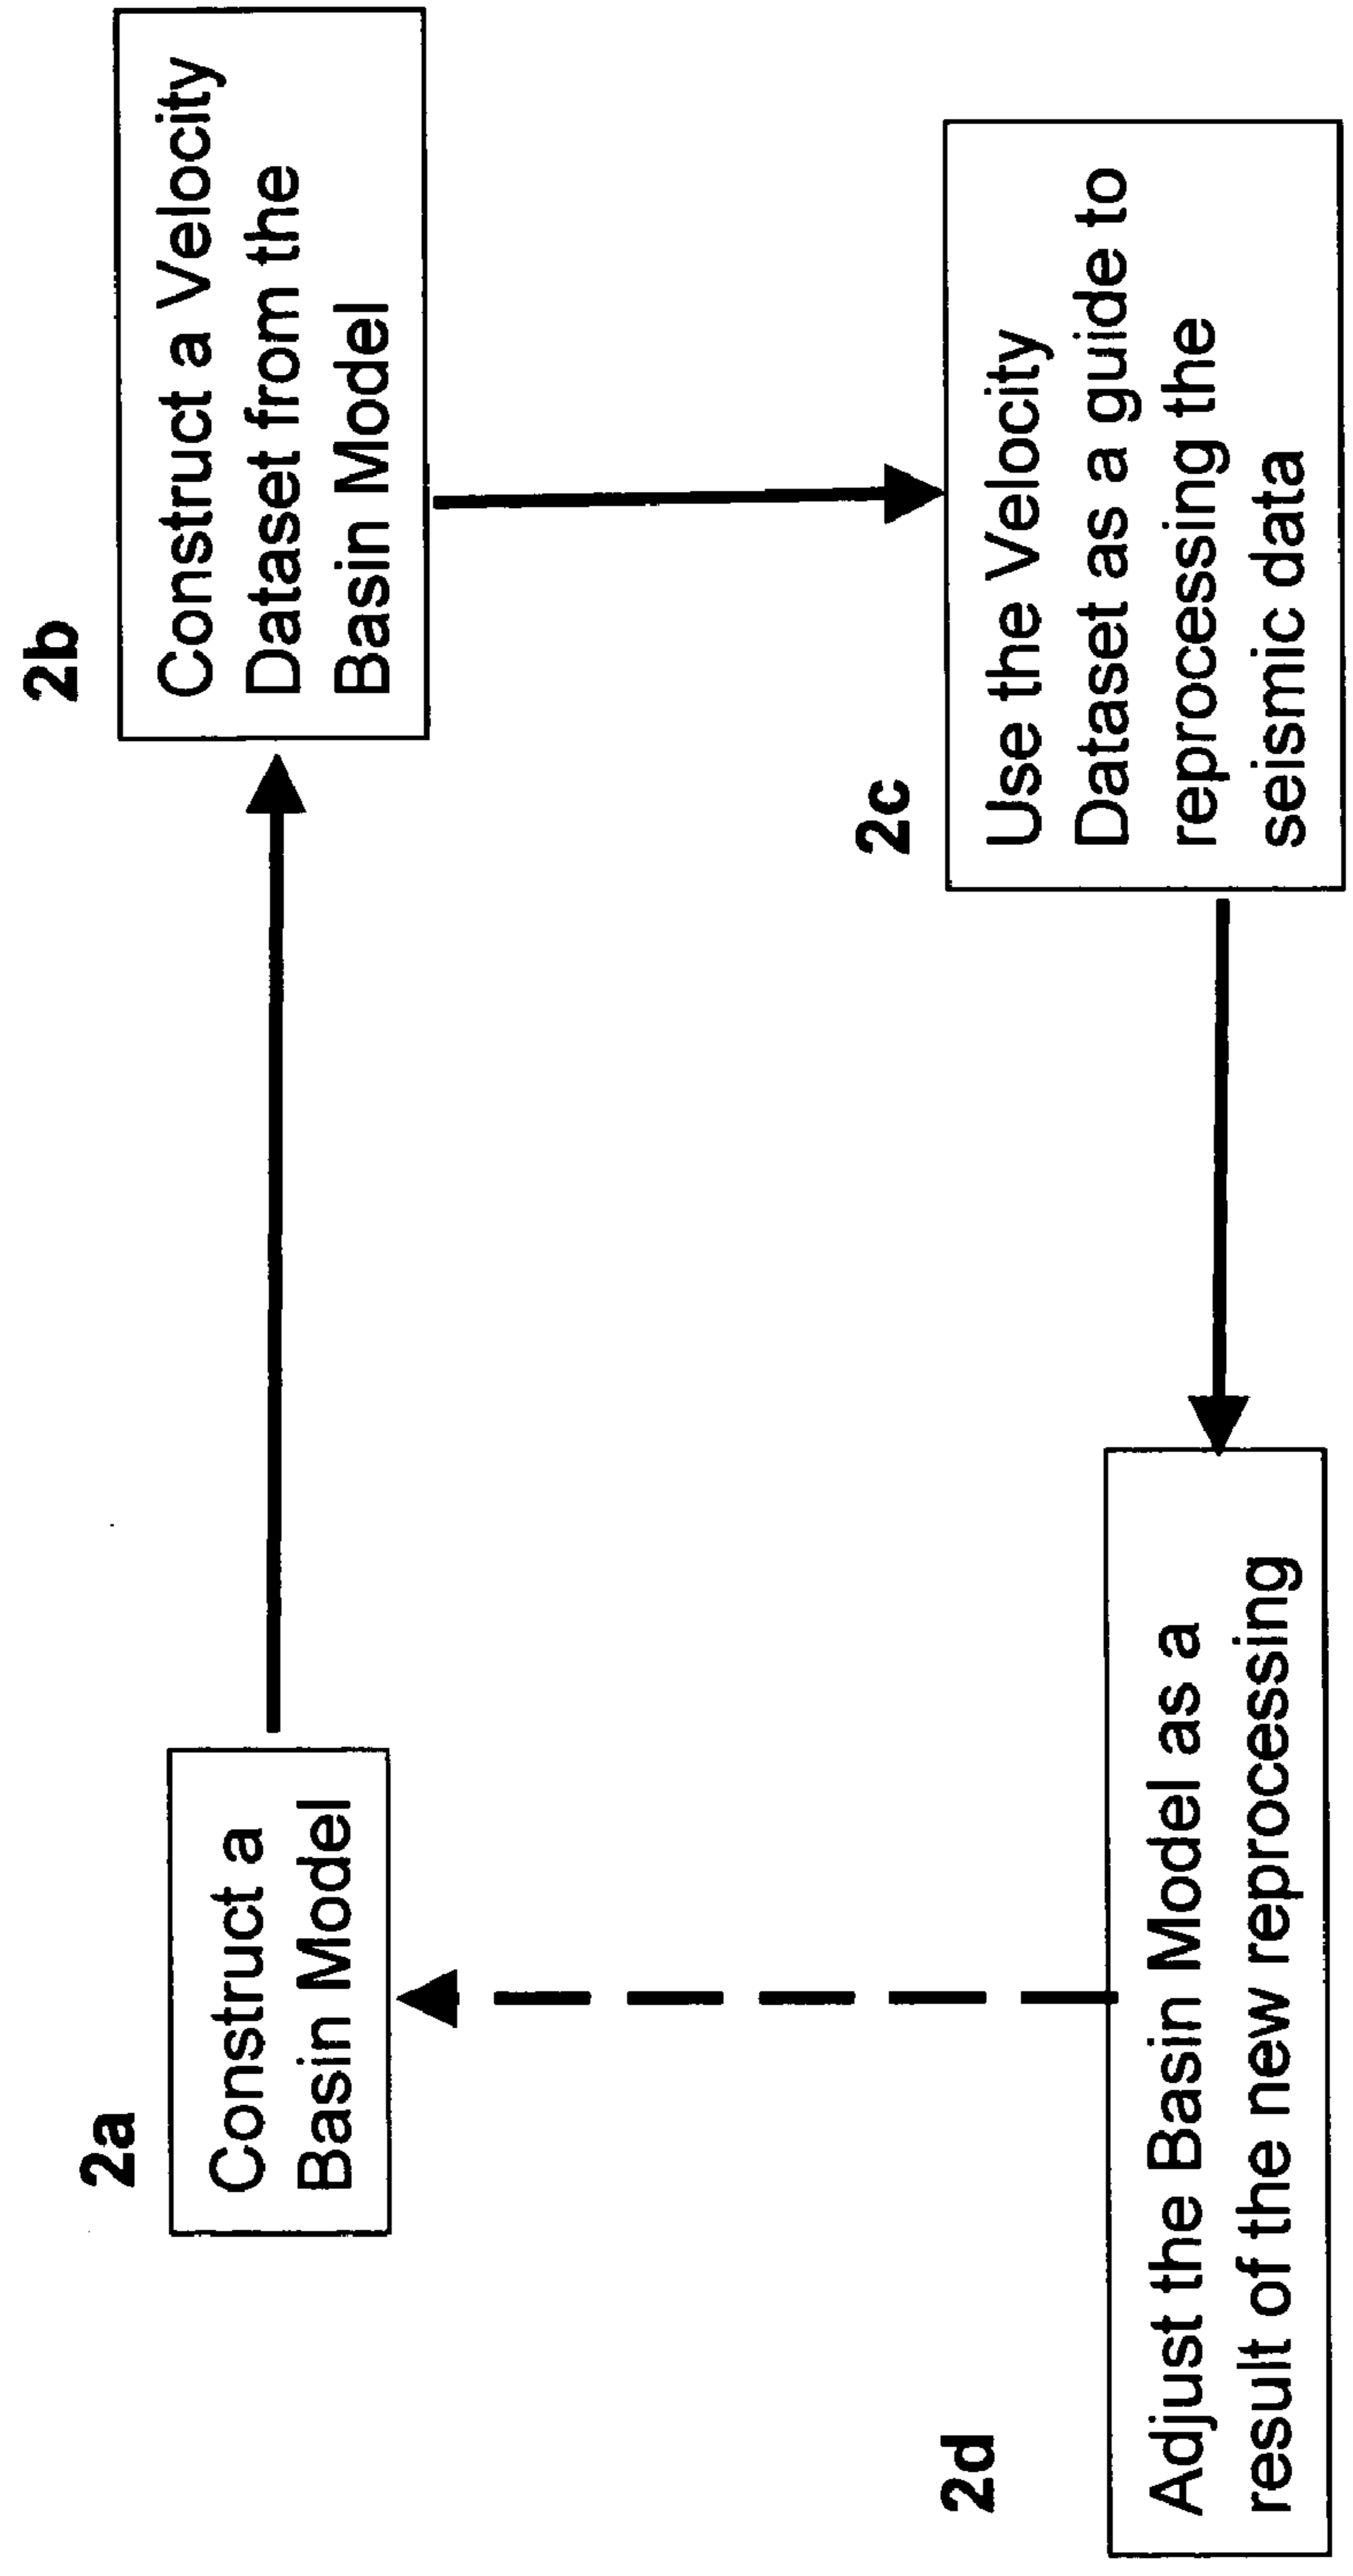 2a
Construct a
Basin Model
2b
Construct a Velocity
Dataset from the
Basin Model
2c
Use the Velocity
Dataset as a guide to
reprocessing the
seismic data
2d
Adjust the Basin Model as a
result of the new reprocessing